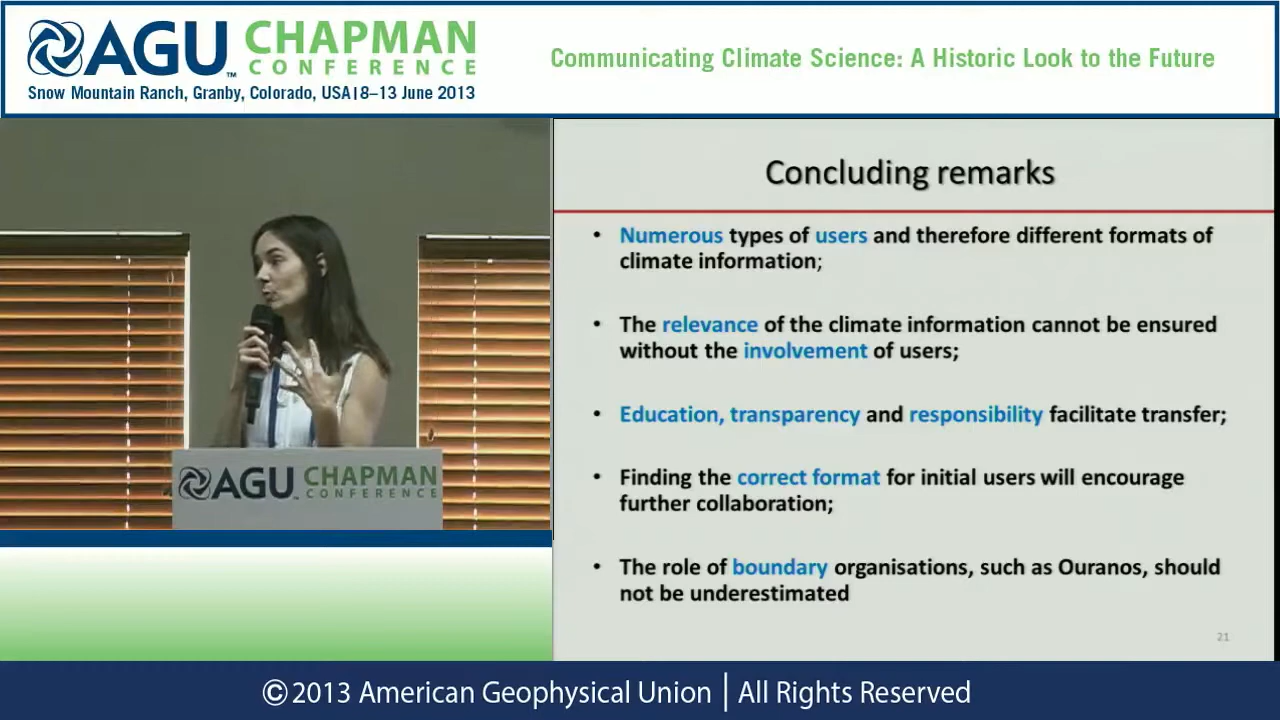 AGU CHAPMAN
CONFERENCE
Snow Mountain Ranch, Granby, Colorado, USA | 8–13 June 2013
Communicating Climate Science: A Historic Look to the Future
Concluding remarks
• Numerous types of users and therefore different formats of
climate information;
• The relevance of the climate information cannot be ensured
without the involvement of users;
• Education, transparency and responsibility facilitate transfer;
• Finding the correct format for initial users will encourage
further collaboration;
• The role of boundary organisations, such as Ouranos, should
not be underestimated
21
AGU CHAPMAN
CONFERENCE
©2013 American Geophysical Union | All Rights Reserved